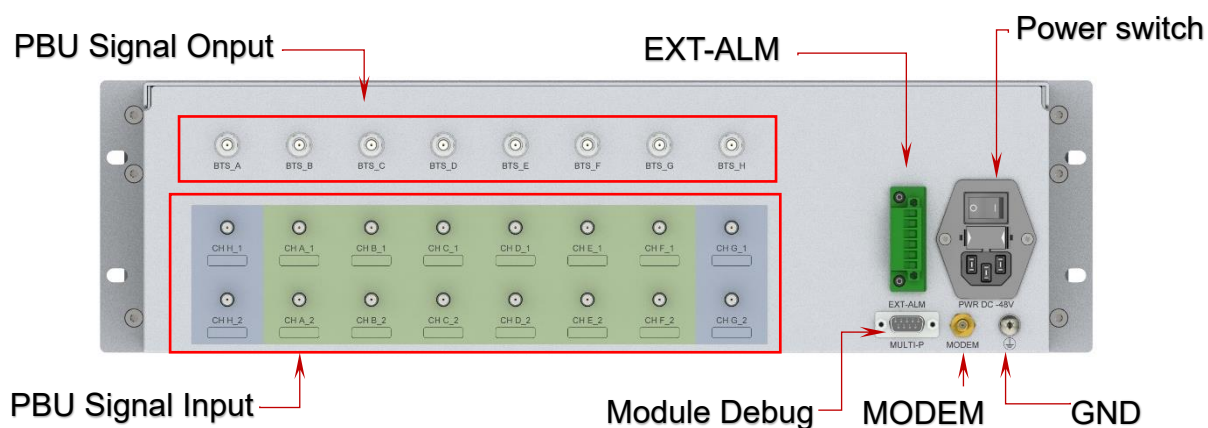 PBU Signal Onput
EXT-ALM
Power switch
BTS_A BTS_B BTS_C BTS_D BTS_E BTS_F BTS_G BTS_H
CH H_1 CH A_1 CH B_1 CH C_1 CH D_1 CH E_1 CH F_1 CH G_1
CH H_2 CH A_2 CH B_2 CH C_2 CH D_2 CH E_2 CH F_2 CH G_2
EXT-ALM PWR DC -48V
MULTI-P MODEM
PBU Signal Input
Module Debug
MODEM
GND